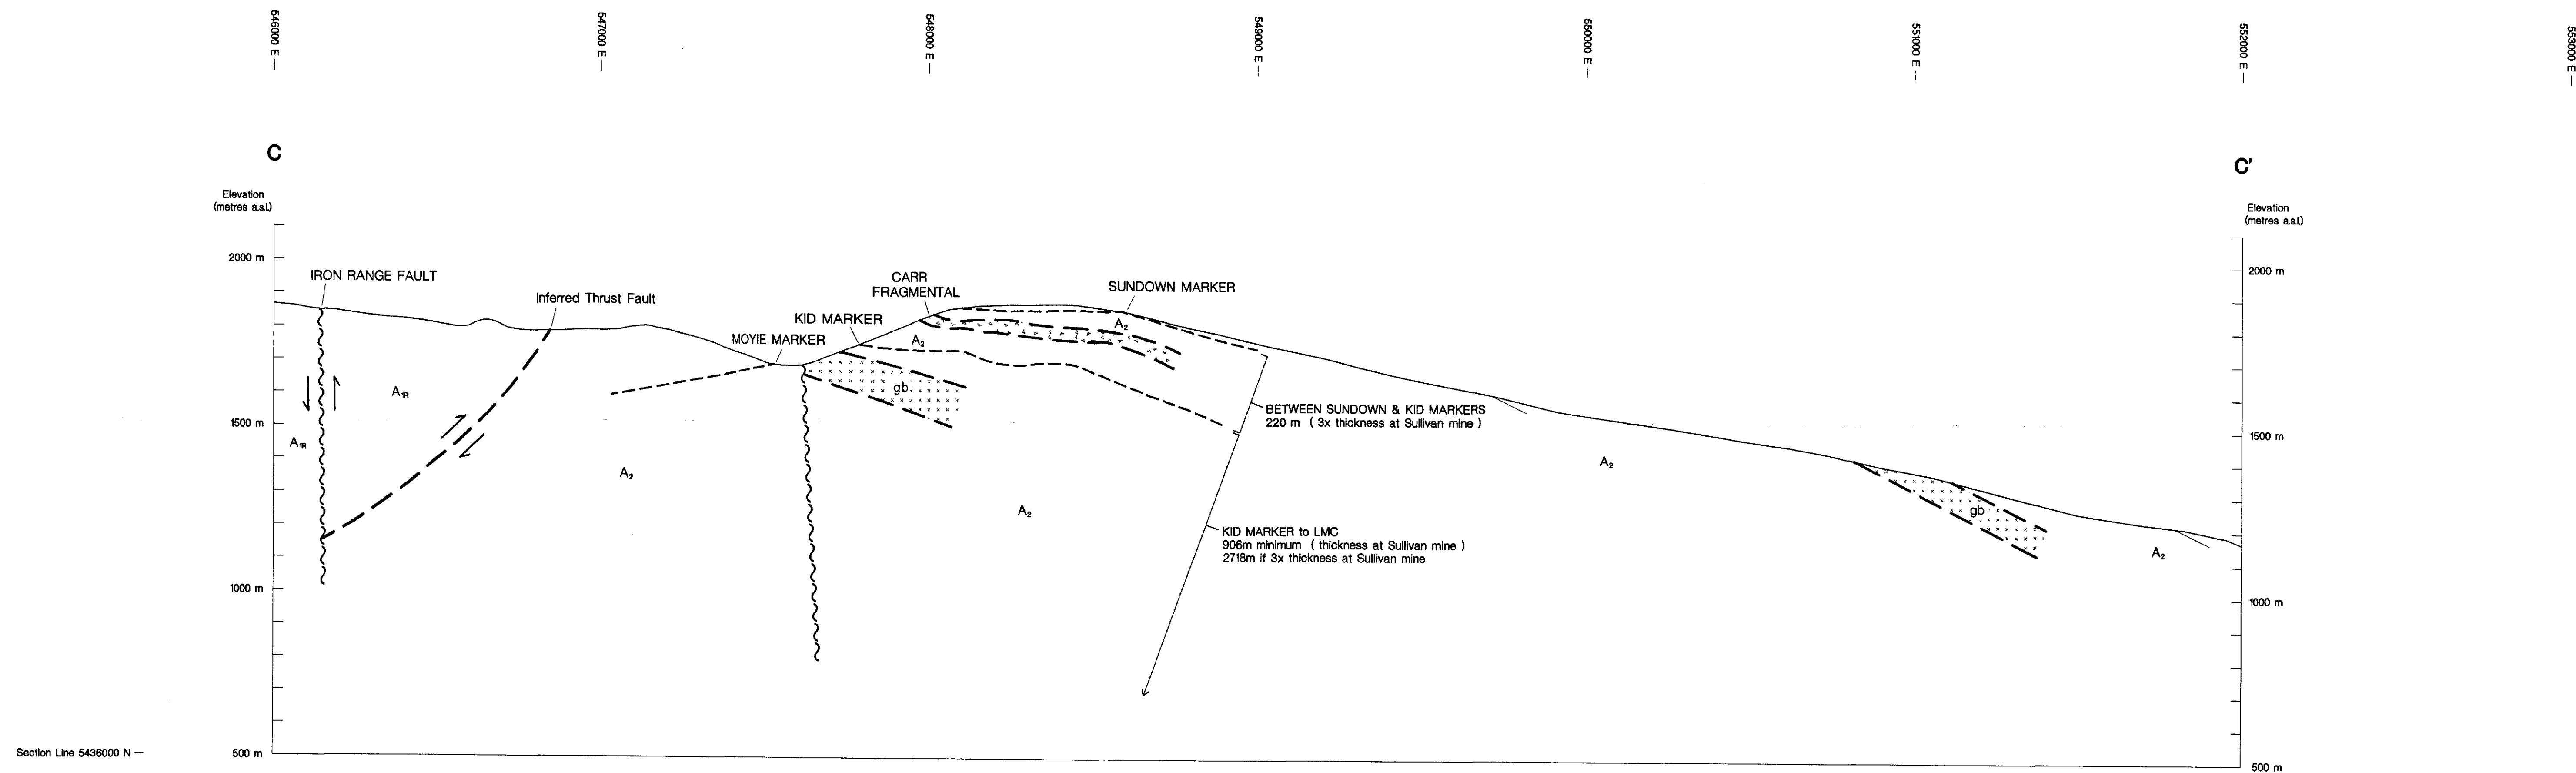 546000 E —
547000 E —
548000 E —
549000 E —
550000 E —
551000 E —
552000 E —
553000 E —
C
C'
Elevation
(metres a.s.l.)
Elevation
(metres a.s.l.)
2000 m
1500 m
1000 m
500 m
IRON RANGE FAULT
Inferred Thrust Fault
MOYIE MARKER
KID MARKER
CARR
FRAGMENTAL
SUNDOWN MARKER
A₁R
A₁R
A₂
A₂
A₂
gb
A₂
BETWEEN SUNDOWN & KID MARKERS
220 m ( 3x thickness at Sullivan mine )
KID MARKER to LMC
906m minimum ( thickness at Sullivan mine )
2718m if 3x thickness at Sullivan mine
A₂
gb
A₂
2000 m
1500 m
1000 m
500 m
Section Line 5436000 N —